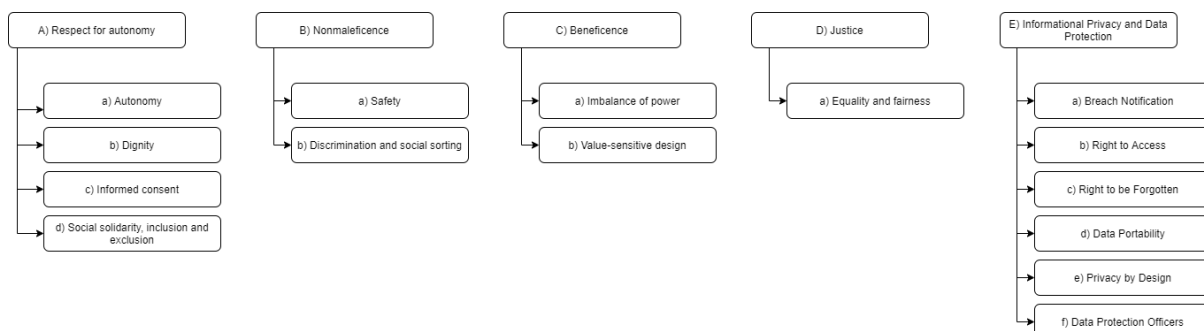 A) Respect for autonomy
a) Autonomy
b) Dignity
c) Informed consent
d) Social solidarity, inclusion and
exclusion
B) Nonmaleficence
a) Safety
b) Discrimination and social sorting
C) Beneficence
a) Imbalance of power
b) Value-sensitive design
D) Justice
a) Equality and fairness
E) Informational Privacy and Data
Protection
a) Breach Notification
b) Right to Access
c) Right to be Forgotten
d) Data Portability
e) Privacy by Design
f) Data Protection Officers